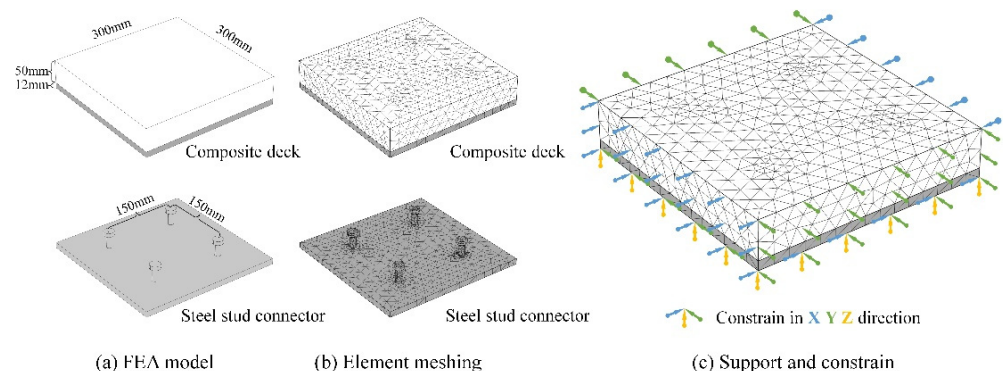 300mm
300mm
50mm
12mm
Composite deck
Composite deck
150mm
150mm
Steel stud connector
Steel stud connector
Constrain in X Y Z direction
(a) FEA model
(b) Element meshing
(c) Support and constrain